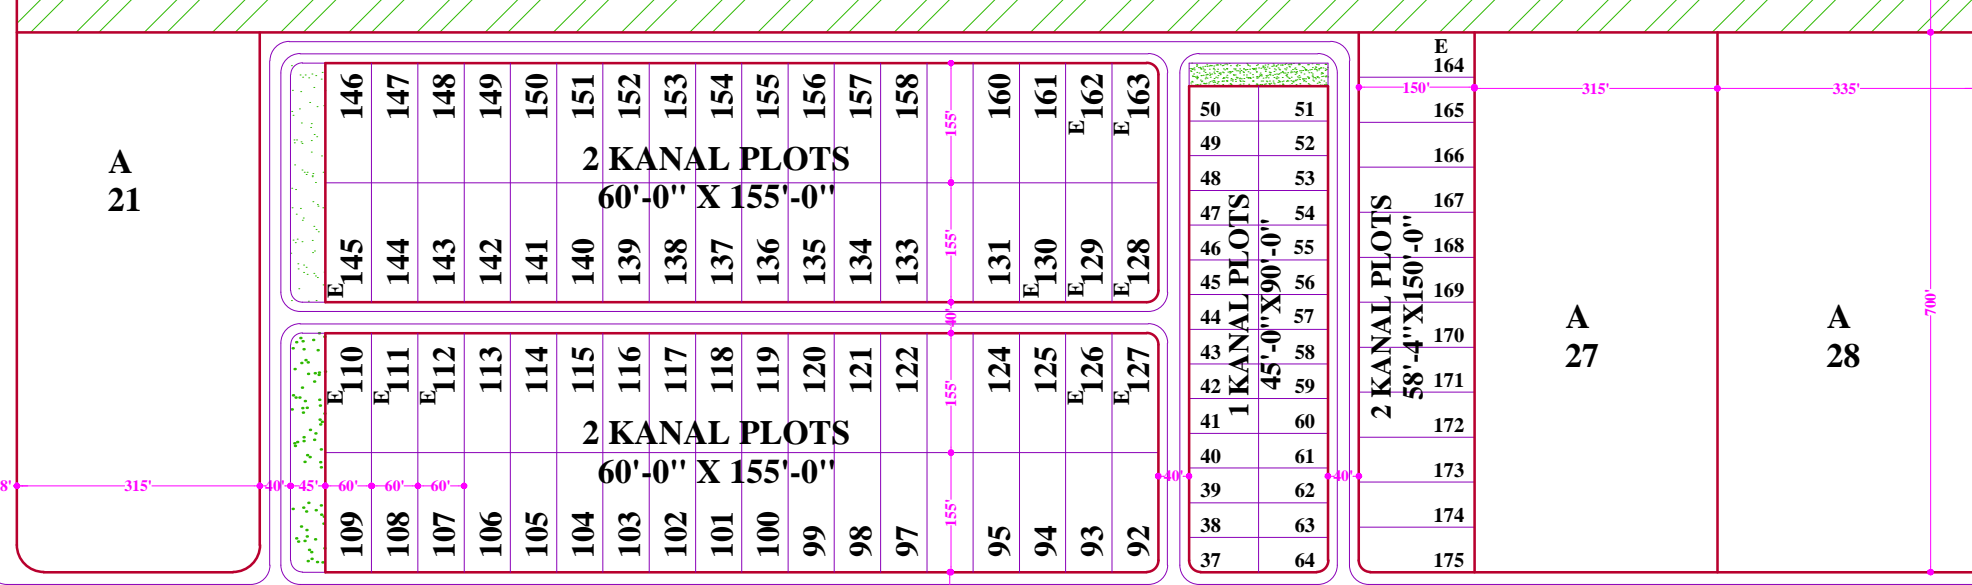 A
21
146 147 148 149 150 151 152 153 154 155 156 157 158 160 161 E 162 E 163
2 KANAL PLOTS
60'-0" X 155'-0"
E 145 144 143 142 141 140 139 138 137 136 135 134 133 131 E 130 E 129 E 128
155'
155'
40'
E 110 E 111 E 112 113 114 115 116 117 118 119 120 121 122 124 125 E 126 E 127
2 KANAL PLOTS
60'-0" X 155'-0"
109 108 107 106 105 104 103 102 101 100 99 98 97 95 94 93 92
155'
155'
8' 315' 40' 45' 60' 60' 60' 40' 40'
50 51
49 52
48 53
47 54
46 55
45 56
44 57
43 58
42 59
41 60
40 61
39 62
38 63
37 64
1 KANAL PLOTS
45'-0"X90'-0"
E
164
150' 315' 335'
165
166
167
168
169
170
171
172
173
174
175
2 KANAL PLOTS
58'-4"X150'-0"
A
27
A
28
700'